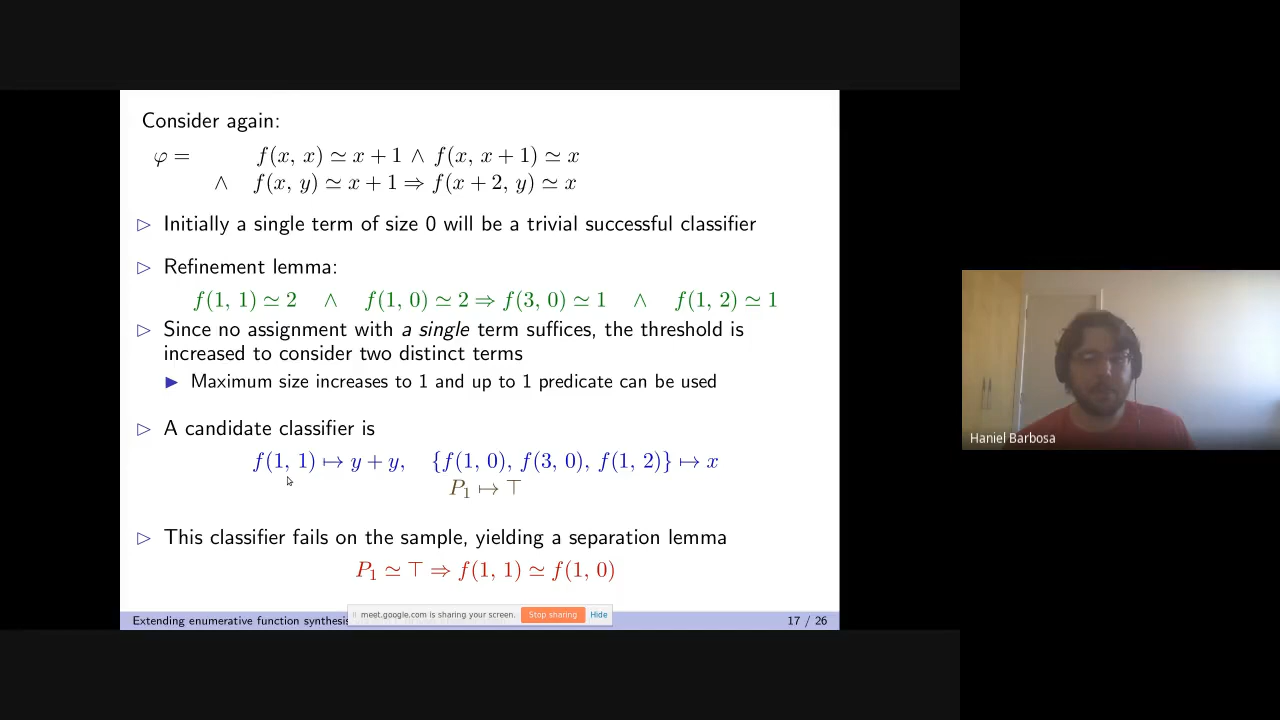 Consider again:
φ = f(x, x) ≃ x + 1 ∧ f(x, x + 1) ≃ x
∧ f(x, y) ≃ x + 1 ⇒ f(x + 2, y) ≃ x
▷ Initially a single term of size 0 will be a trivial successful classifier
▷ Refinement lemma:
f(1, 1) ≃ 2 ∧ f(1, 0) ≃ 2 ⇒ f(3, 0) ≃ 1 ∧ f(1, 2) ≃ 1
▷ Since no assignment with a single term suffices, the threshold is
increased to consider two distinct terms
▶ Maximum size increases to 1 and up to 1 predicate can be used
▷ A candidate classifier is
f(1, 1) ↦ y + y, {f(1, 0), f(3, 0), f(1, 2)} ↦ x
P₁ ↦ ⊤
▷ This classifier fails on the sample, yielding a separation lemma
P₁ ≃ ⊤ ⇒ f(1, 1) ≃ f(1, 0)
meet.google.com is sharing your screen. Stop sharing Hide
Extending enumerative function synthesis 17 / 26
Haniel Barbosa